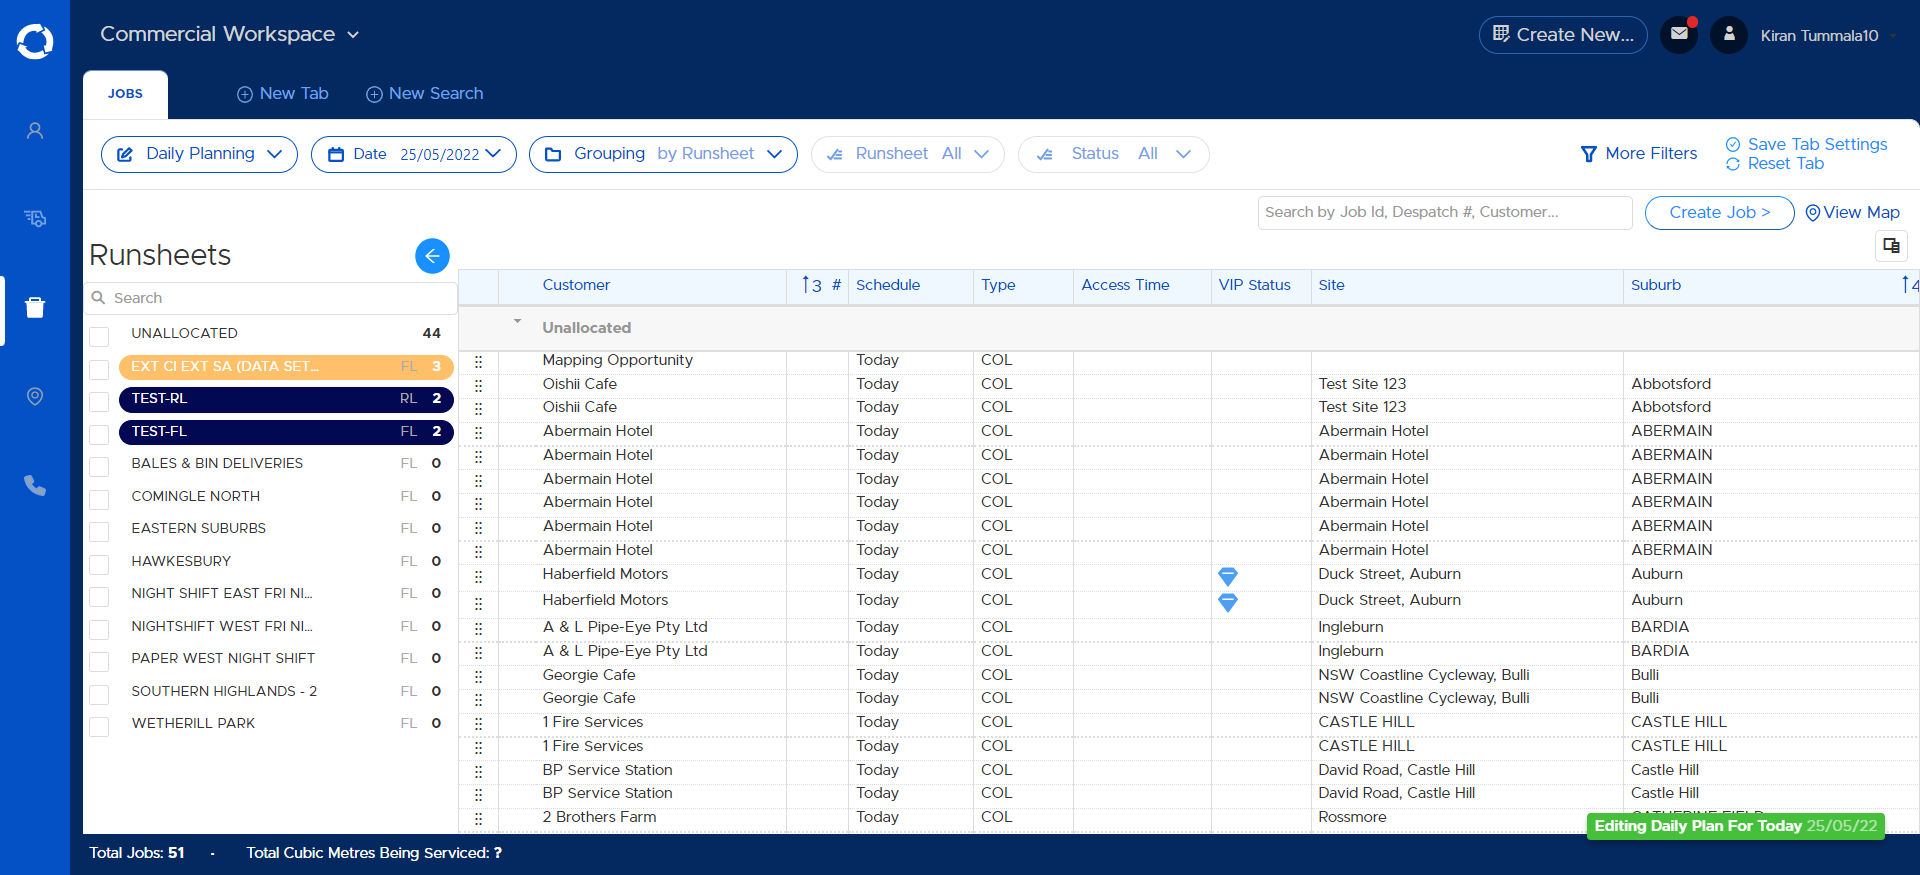 Commercial Workspace
Create New...
Kiran Tummala10
JOBS
New Tab
New Search
Daily Planning
Date 25/05/2022
Grouping by Runsheet
Runsheet All
Status All
More Filters
Save Tab Settings
Reset Tab
Search by Job Id, Despatch #, Customer...
Create Job >
View Map
Runsheets
Search
UNALLOCATED 44
EXT CI EXT SA (DATA SET... FL 3
TEST-RL RL 2
TEST-FL FL 2
BALES & BIN DELIVERIES FL 0
COMINGLE NORTH FL 0
EASTERN SUBURBS FL 0
HAWKESBURY FL 0
NIGHT SHIFT EAST FRI NI... FL 0
NIGHTSHIFT WEST FRI NI... FL 0
PAPER WEST NIGHT SHIFT FL 0
SOUTHERN HIGHLANDS - 2 FL 0
WETHERILL PARK FL 0
Customer ↑3 # Schedule Type Access Time VIP Status Site Suburb ↑4
Unallocated
Mapping Opportunity Today COL
Oishii Cafe Today COL Test Site 123 Abbotsford
Oishii Cafe Today COL Test Site 123 Abbotsford
Abermain Hotel Today COL Abermain Hotel ABERMAIN
Abermain Hotel Today COL Abermain Hotel ABERMAIN
Abermain Hotel Today COL Abermain Hotel ABERMAIN
Abermain Hotel Today COL Abermain Hotel ABERMAIN
Abermain Hotel Today COL Abermain Hotel ABERMAIN
Abermain Hotel Today COL Abermain Hotel ABERMAIN
Haberfield Motors Today COL Duck Street, Auburn Auburn
Haberfield Motors Today COL Duck Street, Auburn Auburn
A & L Pipe-Eye Pty Ltd Today COL Ingleburn BARDIA
A & L Pipe-Eye Pty Ltd Today COL Ingleburn BARDIA
Georgie Cafe Today COL NSW Coastline Cycleway, Bulli Bulli
Georgie Cafe Today COL NSW Coastline Cycleway, Bulli Bulli
1 Fire Services Today COL CASTLE HILL CASTLE HILL
1 Fire Services Today COL CASTLE HILL CASTLE HILL
BP Service Station Today COL David Road, Castle Hill Castle Hill
BP Service Station Today COL David Road, Castle Hill Castle Hill
2 Brothers Farm Today COL Rossmore
Editing Daily Plan For Today 25/05/22
Total Jobs: 51 · Total Cubic Metres Being Serviced: ?